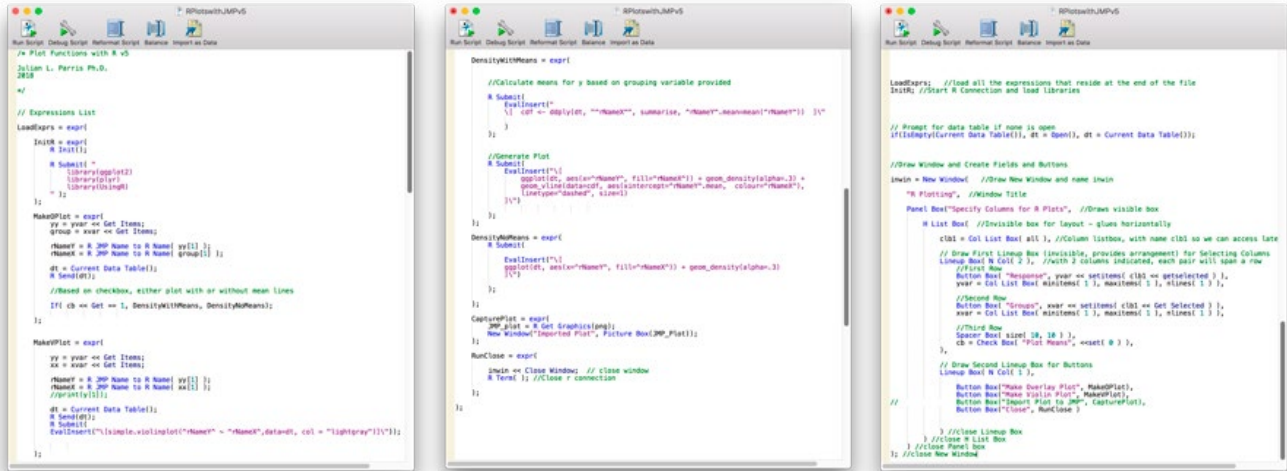 RPlotswithJMPv5
Run Script Debug Script Reformat Script Balance Import as Data
/* Plot Functions with R v5
Julian L. Parris Ph.D.
2018
*/
// Expressions List
LoadExprs = expr(
InitR = expr(
R Init();
R Submit( "
library(ggplot2)
library(plyr)
library(UsingR)
" );
);
MakeOPlot = expr(
yy = yvar << Get Items;
group = xvar << Get Items;
rNameY = R JMP Name to R Name( yy[1] );
rNameX = R JMP Name to R Name( group[1] );
dt = Current Data Table();
R Send(dt);
//Based on checkbox, either plot with or without mean lines
If( cb << Get == 1, DensityWithMeans, DensityNoMeans);
);
MakeVPlot = expr(
yy = yvar << Get Items;
xx = xvar << Get Items;
rNameY = R JMP Name to R Name( yy[1] );
rNameX = R JMP Name to R Name( xx[1] );
//print(y[1]);
dt = Current Data Table();
R Send(dt);
R Submit(
EvalInsert("\[simple.violinplot(^rNameY^ ~ ^rNameX^,data=dt, col = "lightgray")]\"));
);
RPlotswithJMPv5
Run Script Debug Script Reformat Script Balance Import as Data
DensityWithMeans = expr(
//Calculate means for y based on grouping variable provided
R Submit(
EvalInsert("
\[ cdf <- ddply(dt, "^rNameX^", summarise, ^rNameY^.mean=mean(^rNameY^)) ]\"
)
);
//Generate Plot
R Submit(
EvalInsert("\[
ggplot(dt, aes(x=^rNameY^, fill=^rNameX^)) + geom_density(alpha=.3) +
geom_vline(data=cdf, aes(xintercept=^rNameY^.mean, colour=^rNameX^),
linetype="dashed", size=1)
]\")
);
);
DensityNoMeans = expr(
R Submit(
EvalInsert("\[
ggplot(dt, aes(x=^rNameY^, fill=^rNameX^)) + geom_density(alpha=.3)
]\")
);
);
CapturePlot = expr(
JMP_plot = R Get Graphics(png);
New Window("Imported Plot", Picture Box(JMP_Plot));
);
RunClose = expr(
inwin << Close Window; // close window
R Term( ); //Close r connection
);
);
RPlotswithJMPv5
Run Script Debug Script Reformat Script Balance Import as Data
LoadExprs; //load all the expressions that reside at the end of the file
InitR; //Start R Connection and load libraries
// Prompt for data table if none is open
if(IsEmpty(Current Data Table()), dt = Open(), dt = Current Data Table());
//Draw Window and Create Fields and Buttons
inwin = New Window( //Draw New Window and name inwin
"R Plotting", //Window Title
Panel Box("Specify Columns for R Plots", //Draws visible box
H List Box( //Invisible box for layout - glues horizontally
clb1 = Col List Box( all ), //Column listbox, with name clb1 so we can access late
// Draw First Lineup Box (invisible, provides arrangement) for Selecting Columns
Lineup Box( N Col( 2 ), //with 2 columns indicated, each pair will span a row
//First Row
Button Box( "Response", yvar << setitems( clb1 << getselected ) ),
yvar = Col List Box( minitems( 1 ), maxitems( 1 ), nlines( 1 ) ),
//Second Row
Button Box( "Groups", xvar << setitems( clb1 << Get Selected ) ),
xvar = Col List Box( minitems( 1 ), maxitems( 1 ), nlines( 1 ) ),
//Third Row
Spacer Box( size( 10, 10 ) ),
cb = Check Box( "Plot Means", <<set( 0 ) ),
),
// Draw Second Lineup Box for Buttons
Lineup Box( N Col( 1 ),
Button Box("Make Overlay Plot", MakeOPlot),
Button Box("Make Violin Plot", MakeVPlot),
// Button Box("Import Plot to JMP", CapturePlot),
Button Box("Close", RunClose )
) //close Lineup Box
) //close H List Box
) //close Panel box
); //close New Window